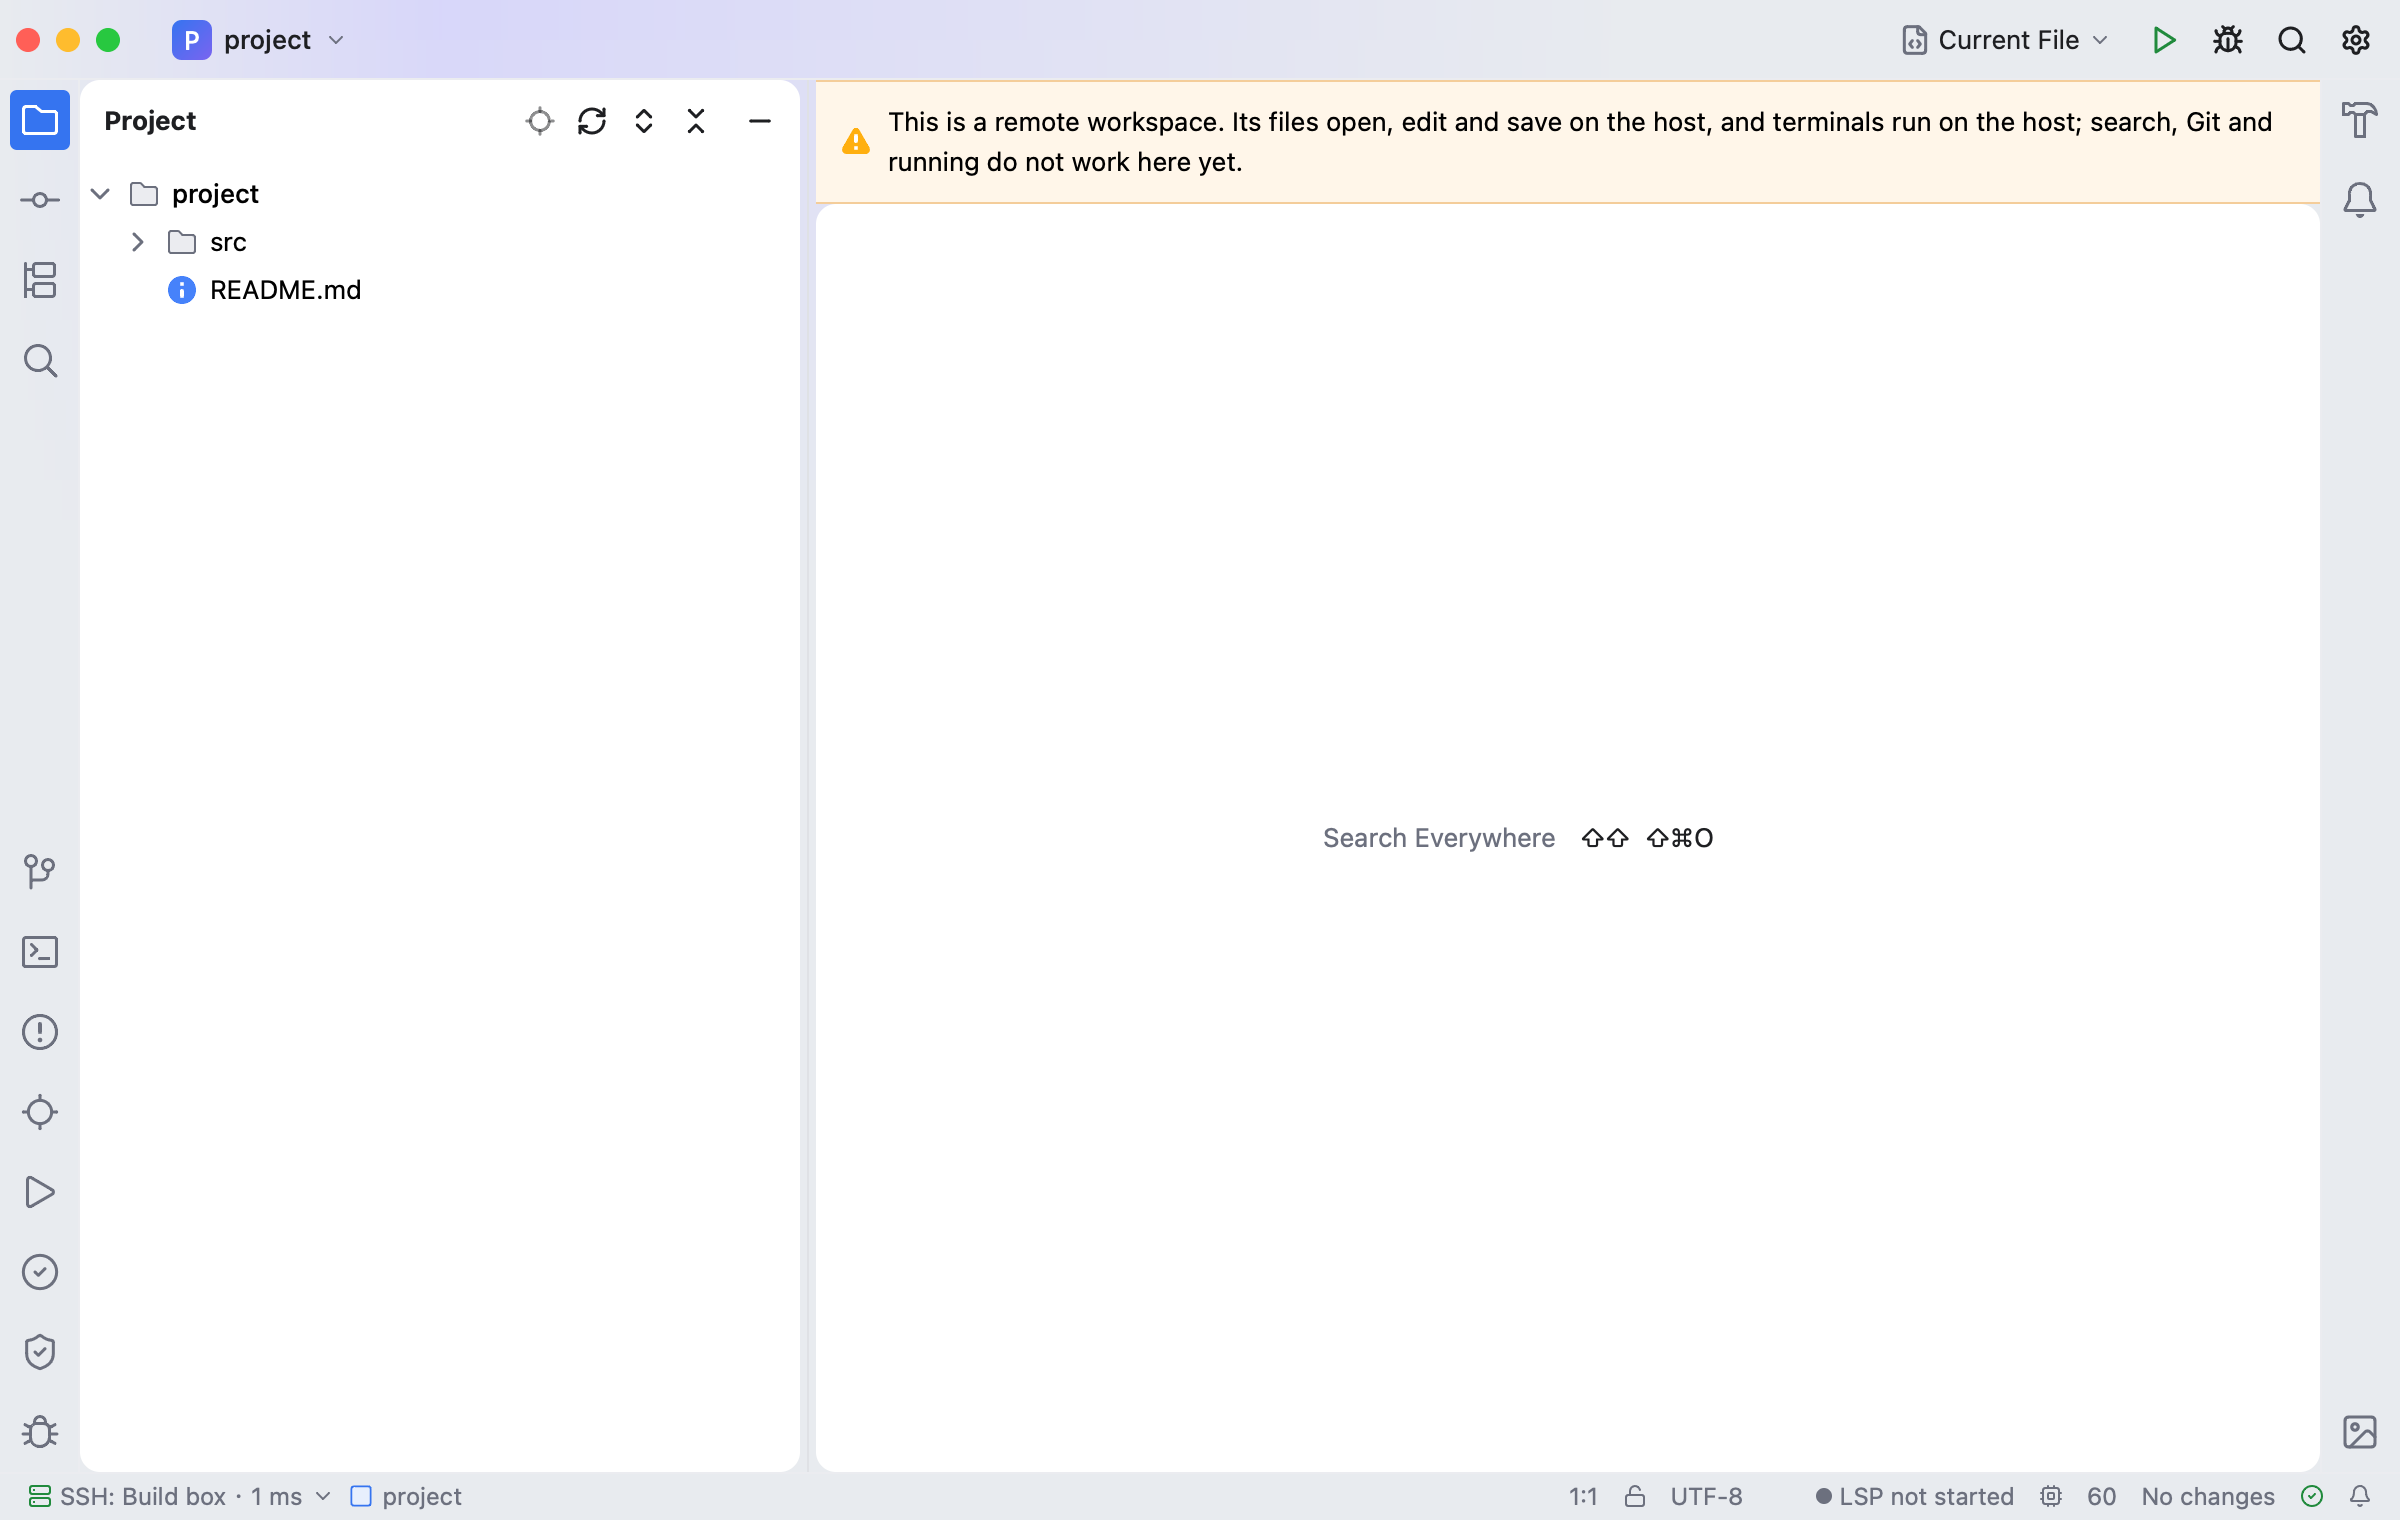 P project
Current File
Project
This is a remote workspace. Its files open, edit and save on the host, and terminals run on the host; search, Git and
running do not work here yet.
project
src
README.md
Search Everywhere ⇧⇧ ⇧⌘O
SSH: Build box · 1 ms
project
1:1
UTF-8
LSP not started
60
No changes